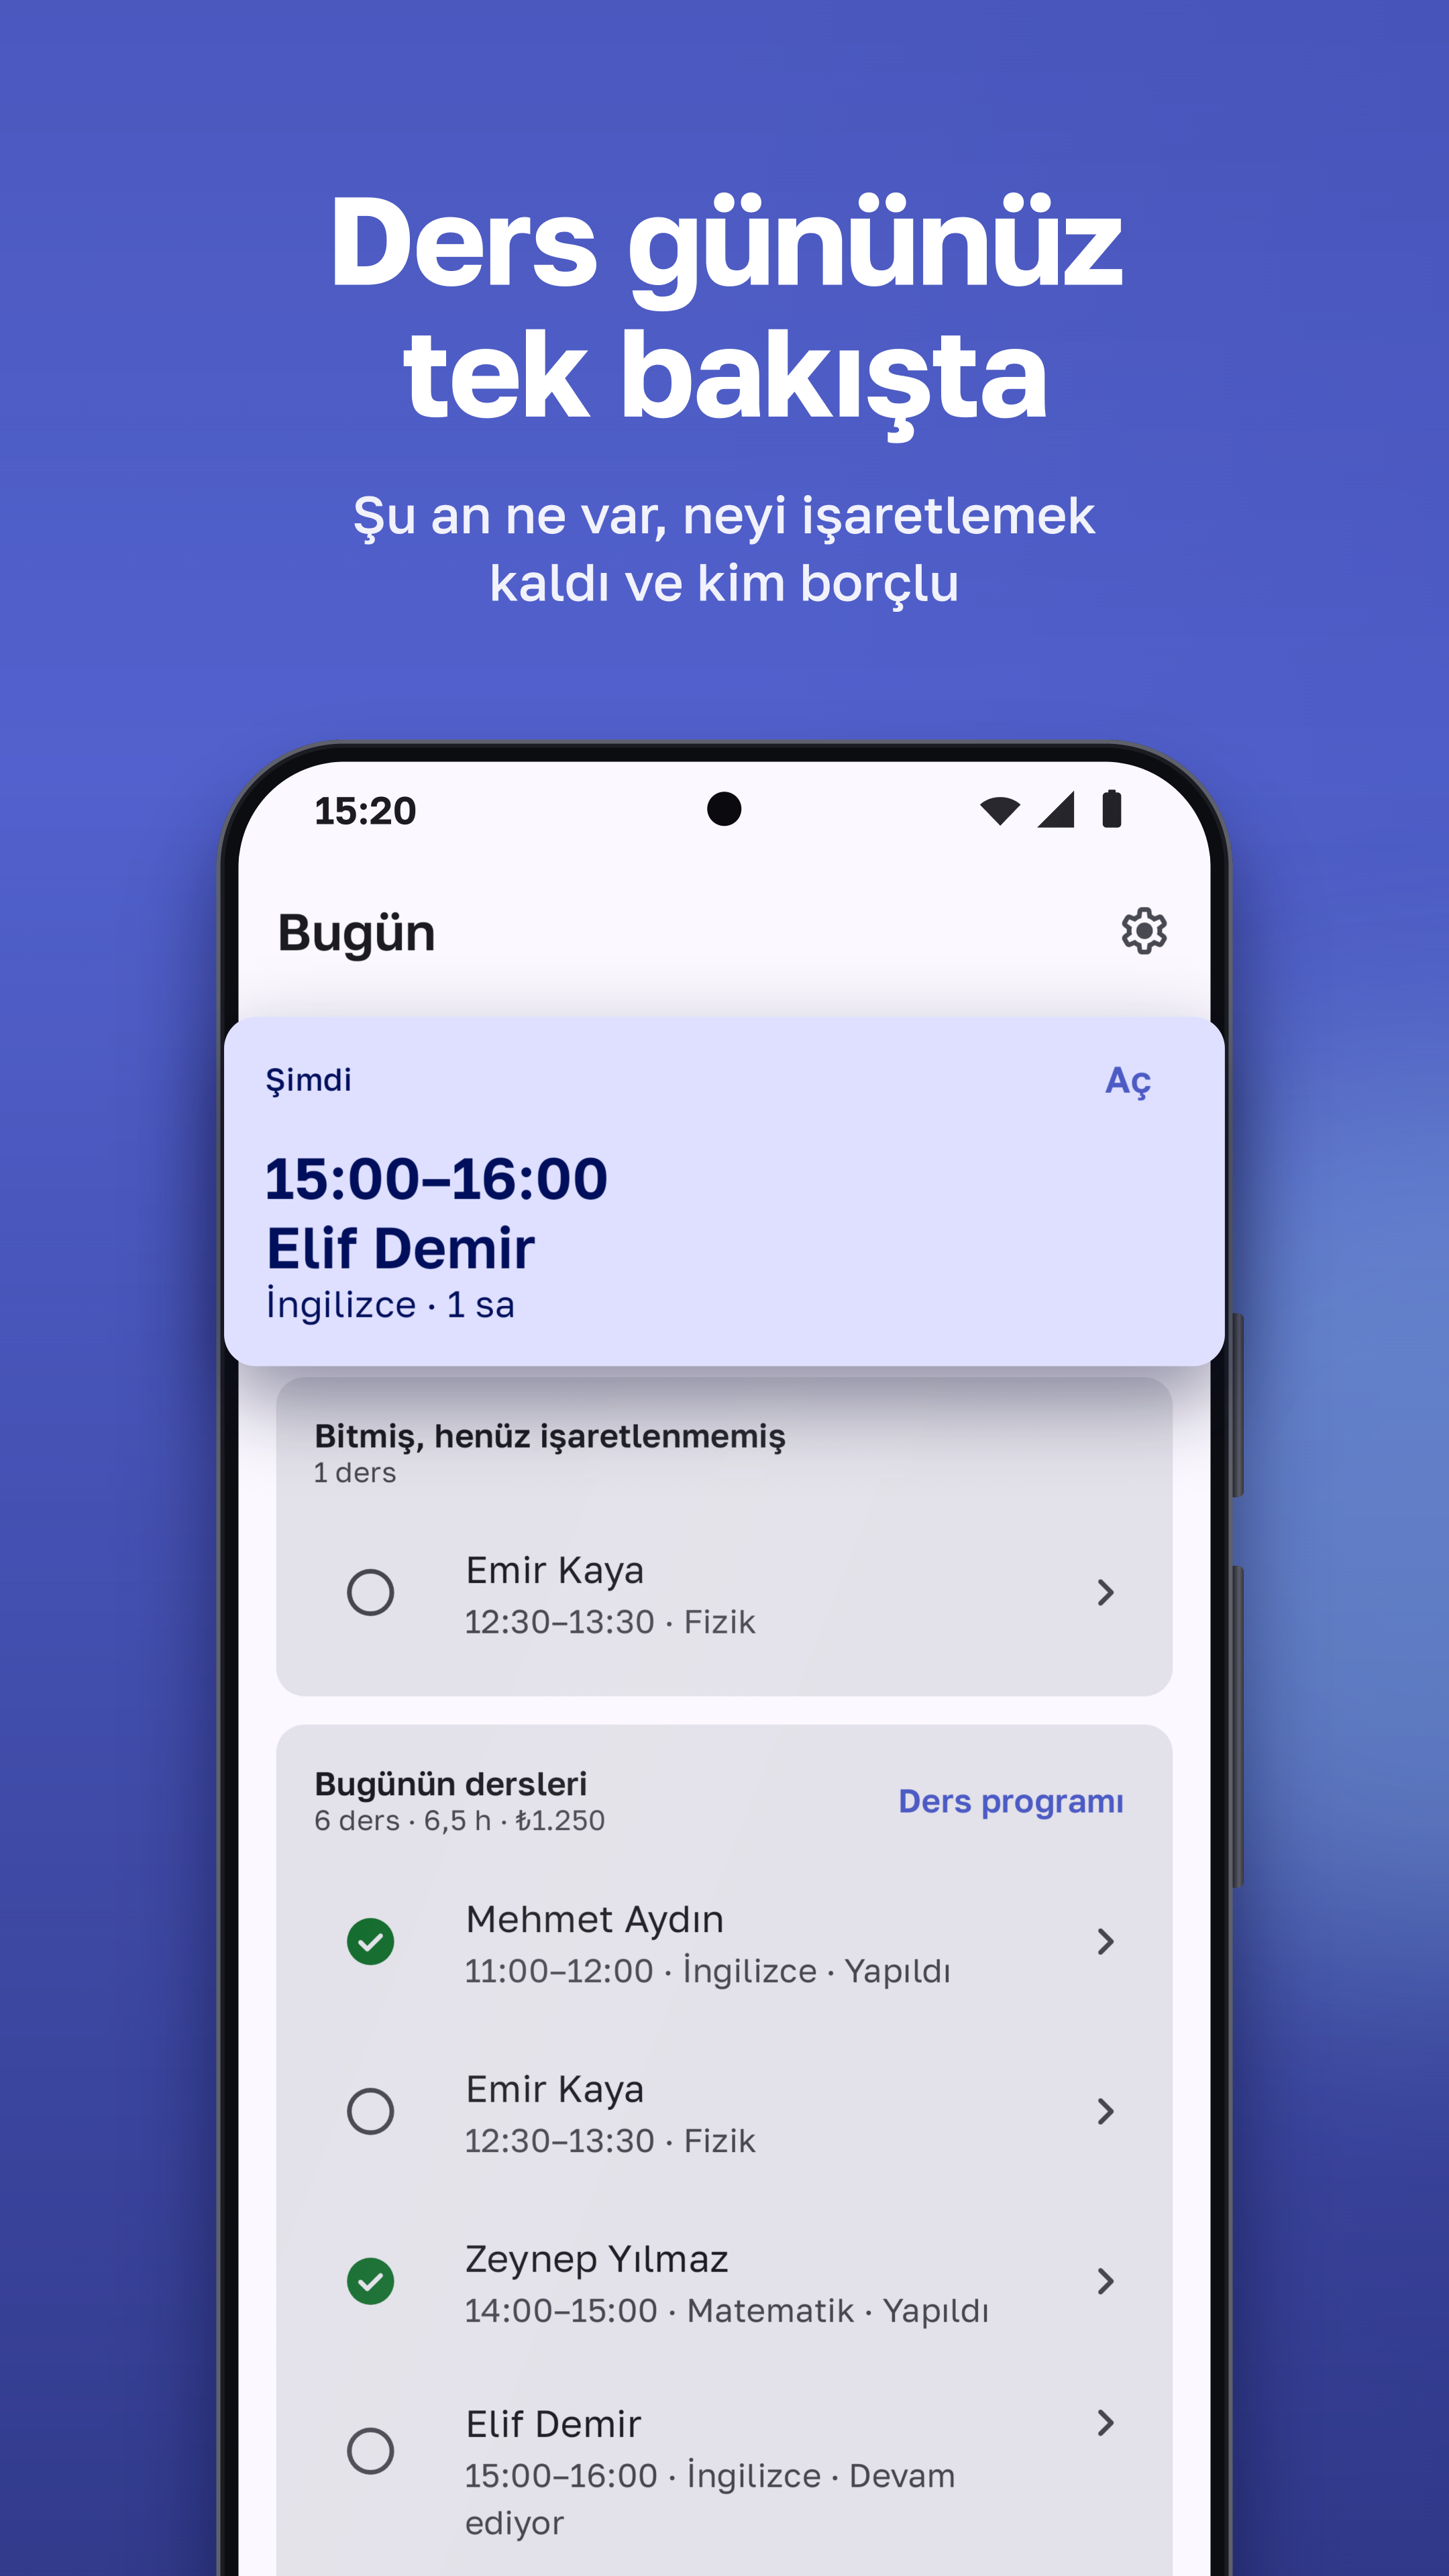 Ders gününüz
tek bakışta
Şu an ne var, neyi işaretlemek
kaldı ve kim borçlu
15:20
Bugün
Şimdi
Aç
15:00–16:00
Elif Demir
İngilizce · 1 sa
Bitmiş, henüz işaretlenmemiş
1 ders
Emir Kaya
12:30–13:30 · Fizik
Bugünün dersleri
6 ders · 6,5 h · ₺1.250
Ders programı
Mehmet Aydın
11:00–12:00 · İngilizce · Yapıldı
Emir Kaya
12:30–13:30 · Fizik
Zeynep Yılmaz
14:00–15:00 · Matematik · Yapıldı
Elif Demir
15:00–16:00 · İngilizce · Devam
ediyor